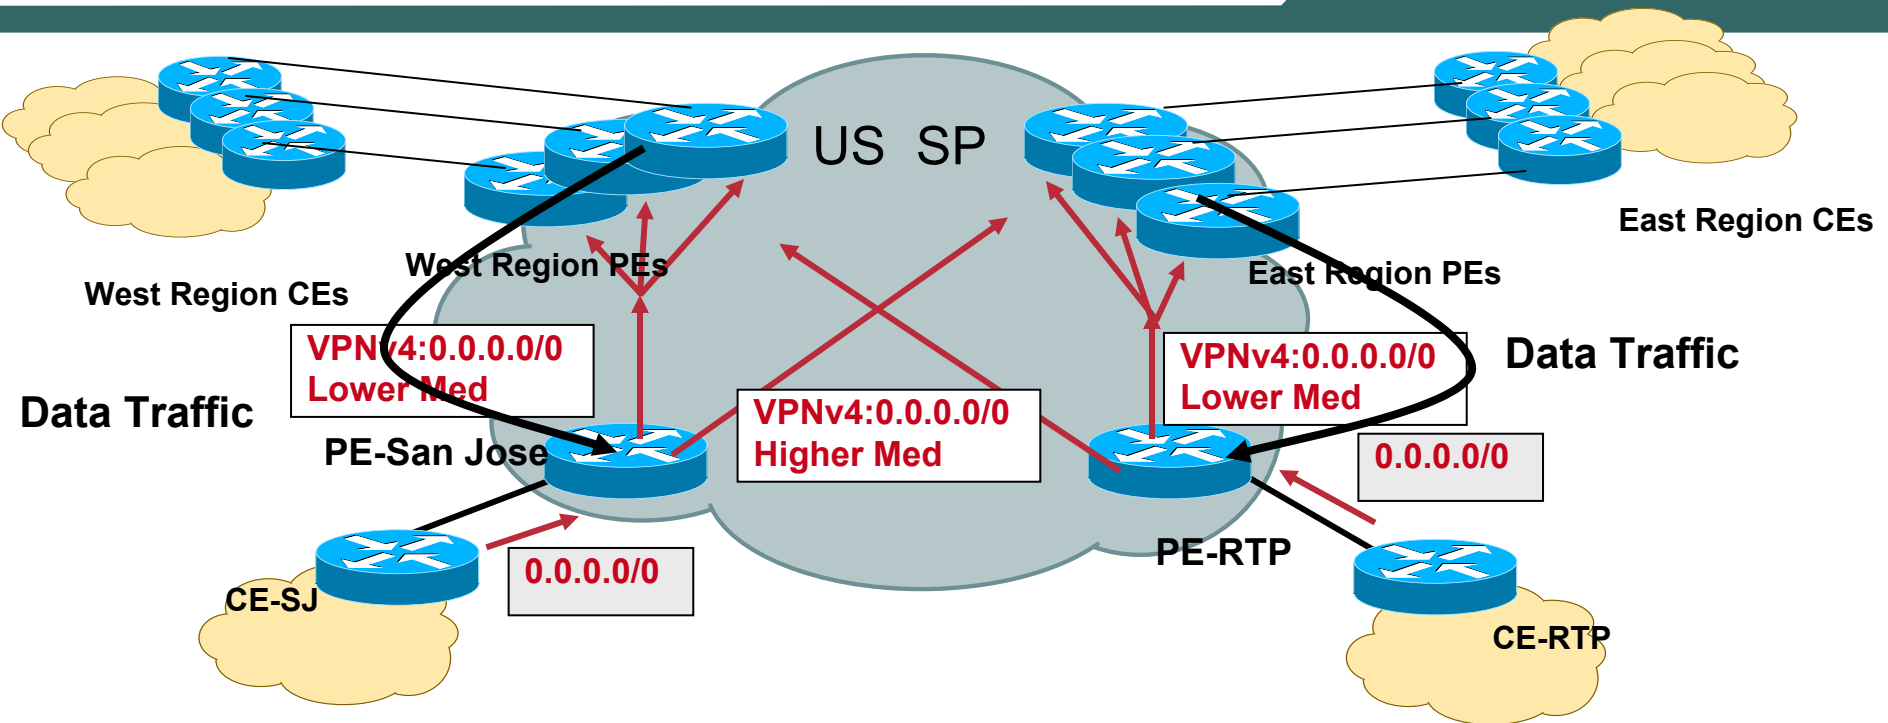 US SP
East Region CEs
West Region PEs
East Region PEs
West Region CEs
VPNv4:0.0.0.0/0
Lower Med
VPNv4:0.0.0.0/0
Lower Med
Data Traffic
Data Traffic
VPNv4:0.0.0.0/0
Higher Med
PE-San Jose
0.0.0.0/0
PE-RTP
0.0.0.0/0
CE-SJ
CE-RTP